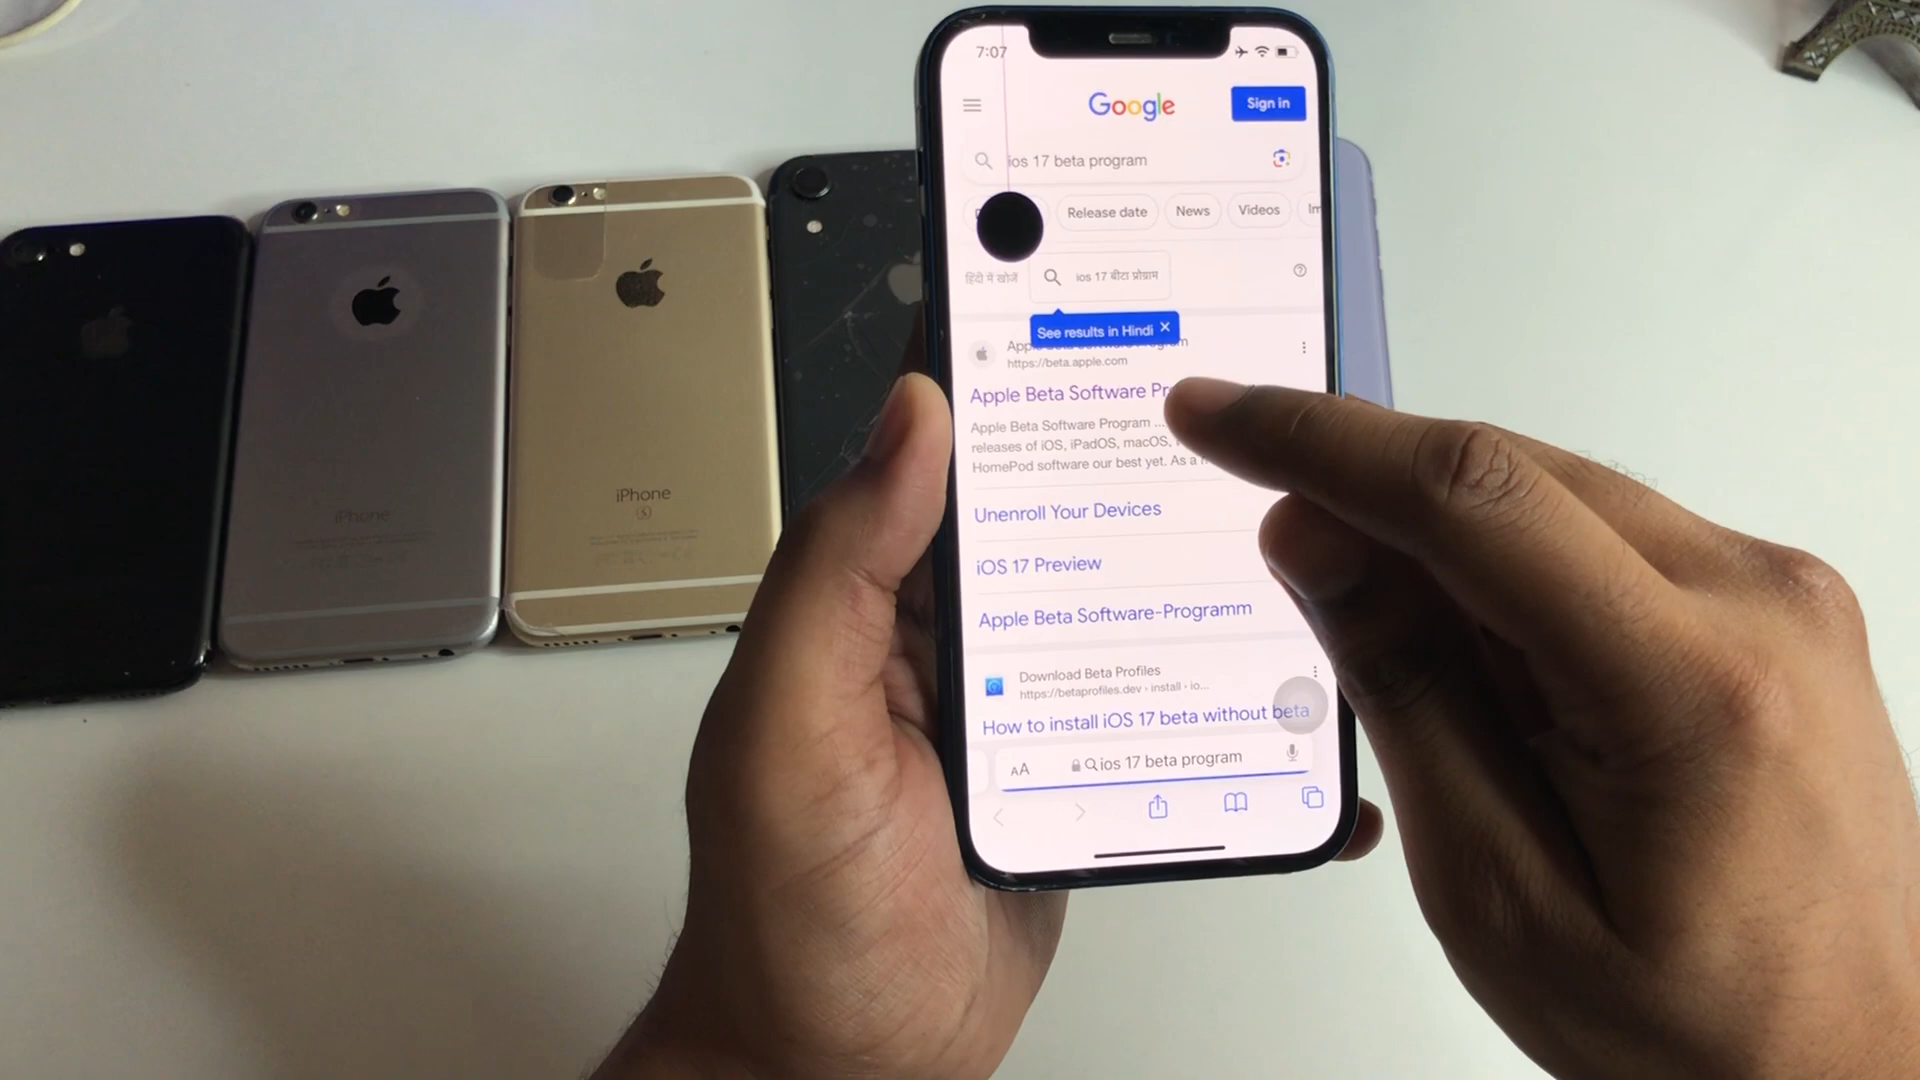 7:07
Google
Sign in
ios 17 beta program
Release date
News
Videos
हिंदी में खोजें
ios 17 बीटा प्रोग्राम
See results in Hindi
https://beta.apple.com
Apple Beta Software
Apple Beta Software Program ...
releases of iOS, iPadOS, macOS,
HomePod software our best yet. As a
Unenroll Your Devices
iOS 17 Preview
Apple Beta Software-Programm
Download Beta Profiles
https://betaprofiles.dev › install › io...
How to install iOS 17 beta without beta
AA
ios 17 beta program
iPhone
iPhone
S